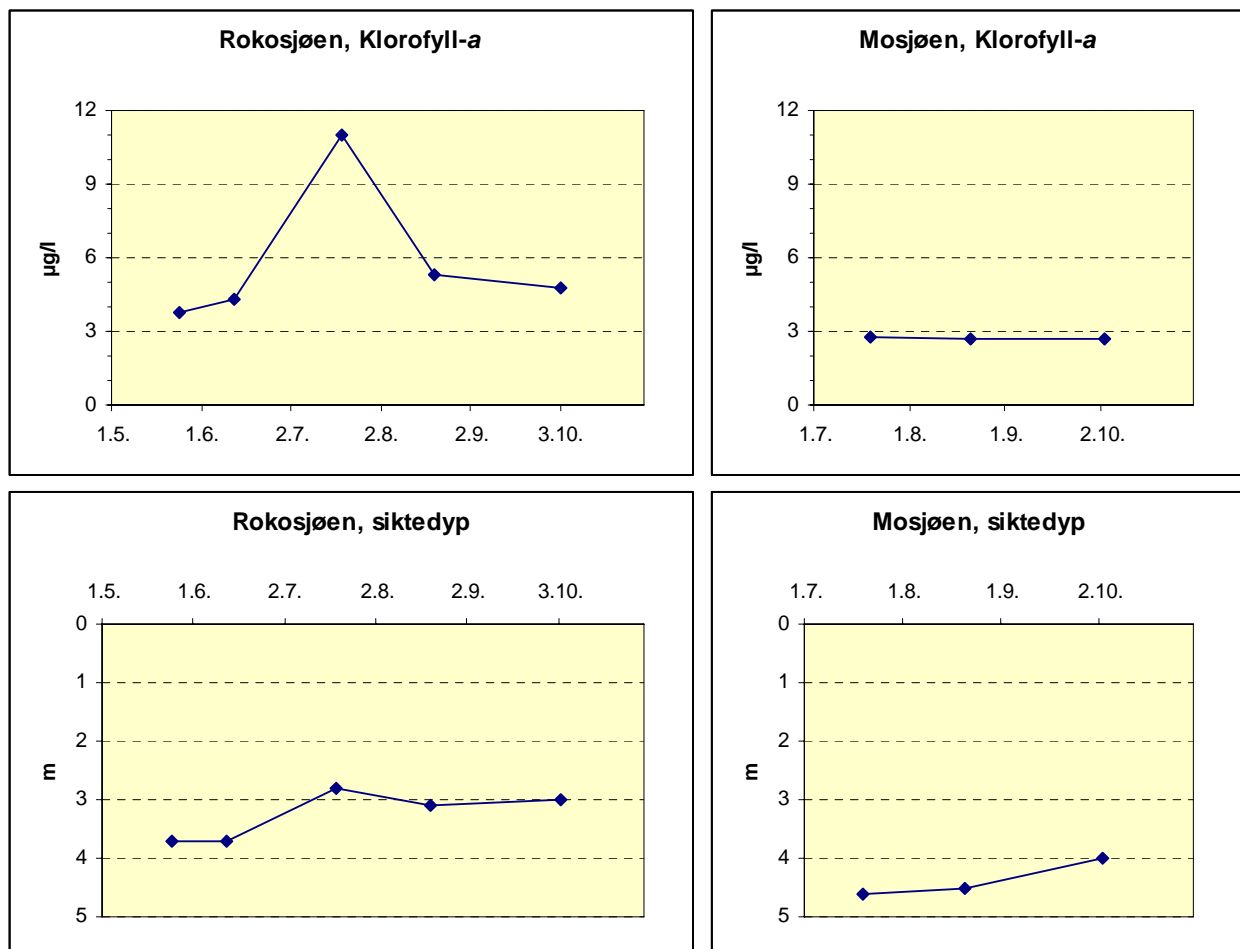 Rokosjøen, Klorofyll-a
12
9
6
3
0
µg/l
1.5. 1.6. 2.7. 2.8. 2.9. 3.10.
Mosjøen, Klorofyll-a
12
9
6
3
0
µg/l
1.7. 1.8. 1.9. 2.10.
Rokosjøen, siktedyp
1.5. 1.6. 2.7. 2.8. 2.9. 3.10.
0
1
2
3
4
5
m
Mosjøen, siktedyp
1.7. 1.8. 1.9. 2.10.
0
1
2
3
4
5
m